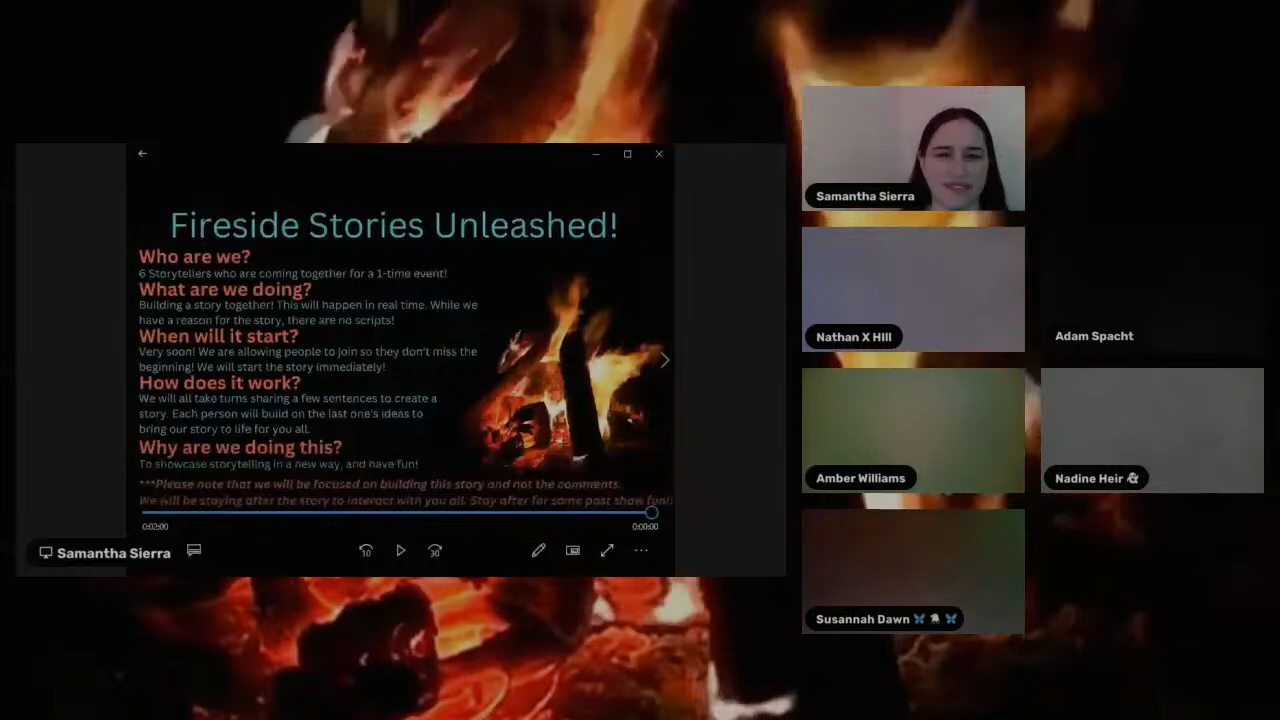 Fireside Stories Unleashed!
Who are we?
6 Storytellers who are coming together for a 1-time event!
What are we doing?
Building a story together! This will happen in real time. While we
have a reason for the story, there are no scripts!
When will it start?
Very soon! We are allowing people to join so they don't miss the
beginning! We will start the story immediately!
How does it work?
We will all take turns sharing a few sentences to create a
story. Each person will build on the last one's ideas to
bring our story to life for you all.
Why are we doing this?
To showcase storytelling in a new way, and have fun!
***Please note that we will be focused on building this story and not the comments.
We will be staying after the story to interact with you all. Stay after for some post show fun!!
0:02:00
0:00:00
10
30
Samantha Sierra
Samantha Sierra
Nathan X HIll
Adam Spacht
Amber Williams
Nadine Heir 👻
Susannah Dawn 🦋 🦅 🦋